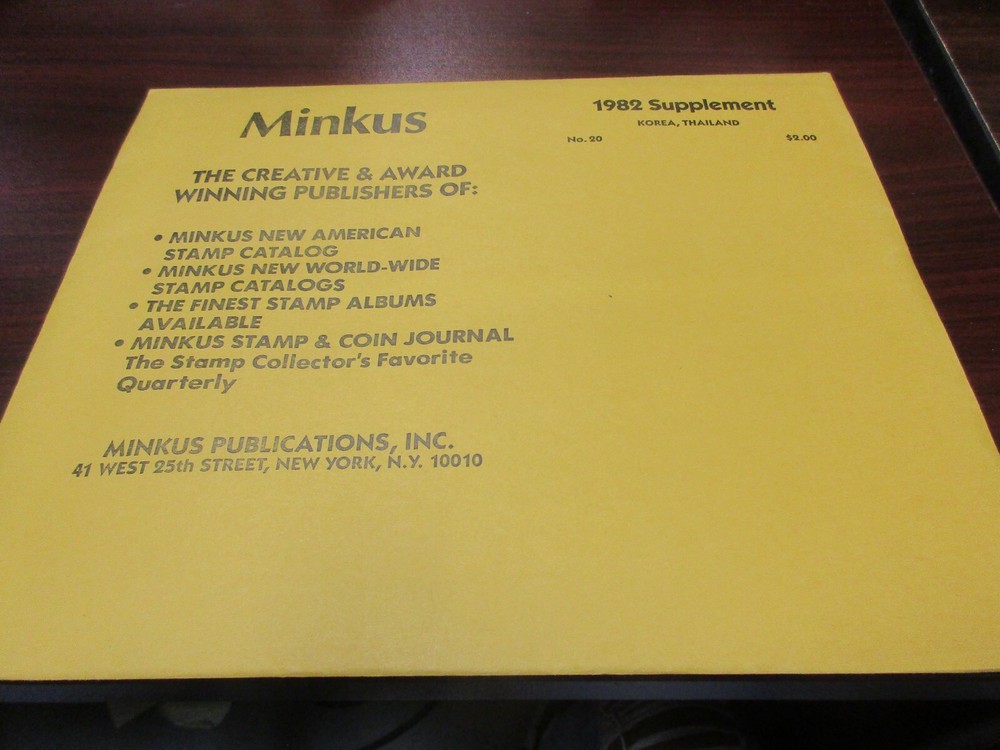 Minkus
THE CREATIVE & AWARD
WINNING PUBLISHERS OF:
• MINKUS NEW AMERICAN
STAMP CATALOG
• MINKUS NEW WORLD-WIDE
STAMP CATALOGS
• THE FINEST STAMP ALBUMS
AVAILABLE
• MINKUS STAMP & COIN JOURNAL
The Stamp Collector's Favorite
Quarterly
MINKUS PUBLICATIONS, INC.
41 WEST 25th STREET, NEW YORK, N.Y. 10010
1982 Supplement
KOREA, THAILAND
No. 20 $2.00